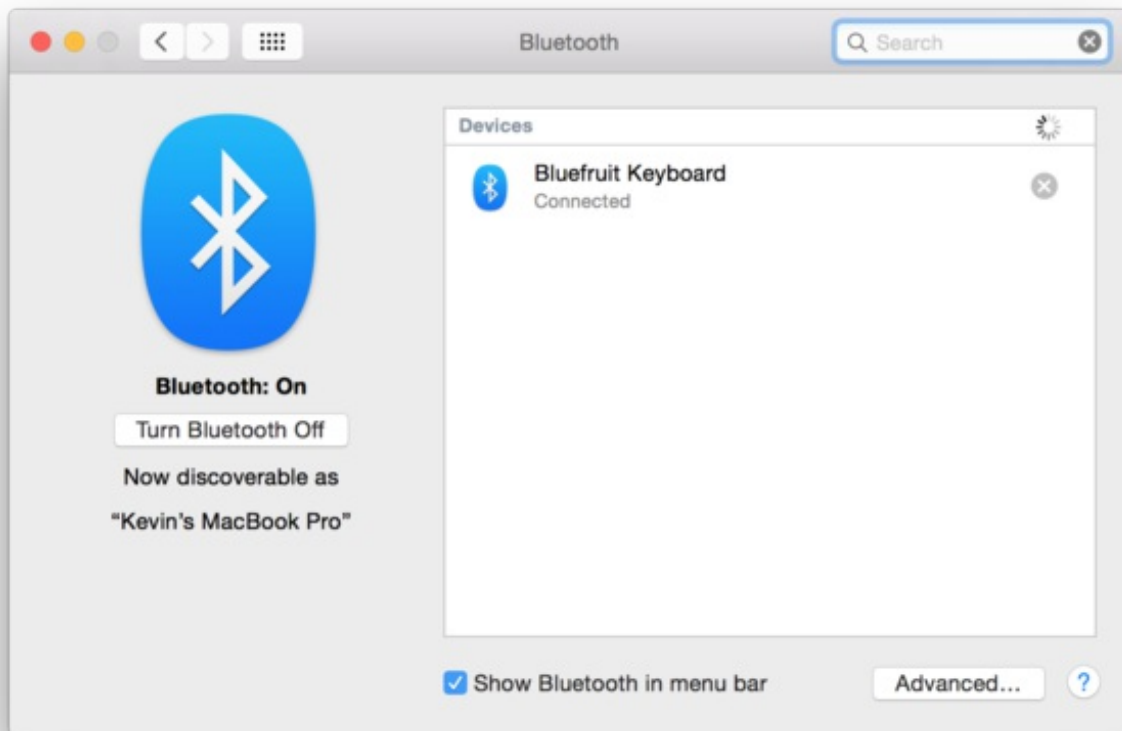 Bluetooth
Search
Devices
Bluefruit Keyboard
Connected
Bluetooth: On
Turn Bluetooth Off
Now discoverable as
“Kevin’s MacBook Pro”
Show Bluetooth in menu bar
Advanced...
?